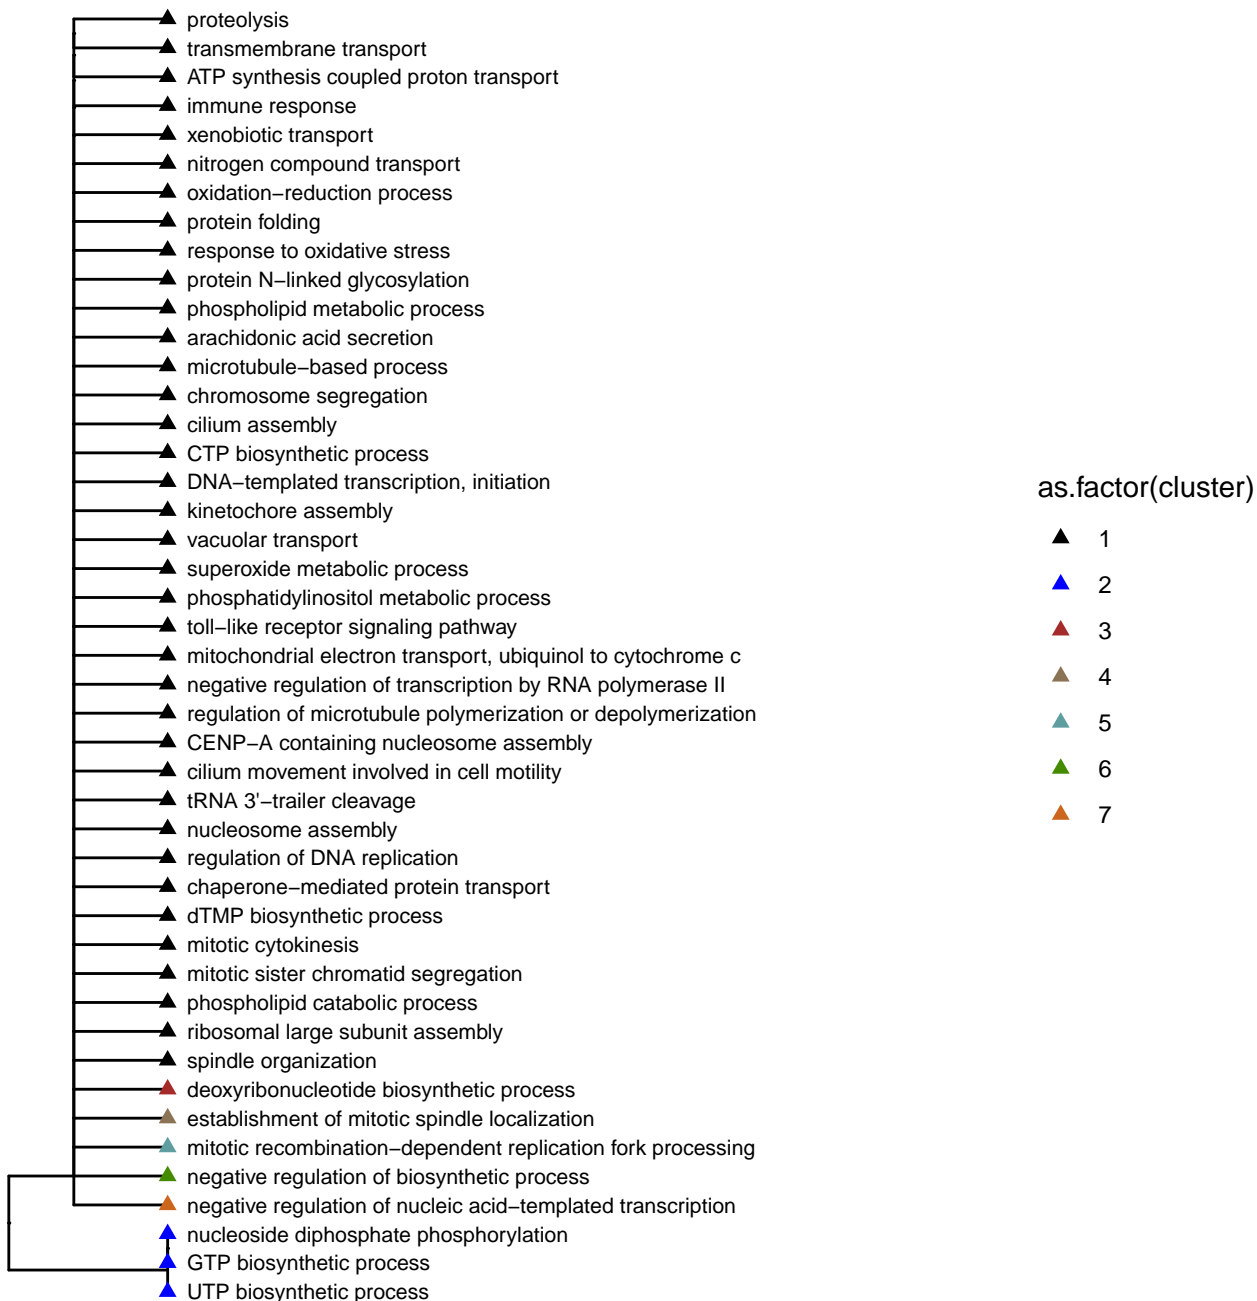 proteolysis
transmembrane transport
ATP synthesis coupled proton transport
immune response
xenobiotic transport
nitrogen compound transport
oxidation−reduction process
protein folding
response to oxidative stress
protein N−linked glycosylation
phospholipid metabolic process
arachidonic acid secretion
microtubule−based process
chromosome segregation
cilium assembly
CTP biosynthetic process
DNA−templated transcription, initiation
kinetochore assembly
vacuolar transport
superoxide metabolic process
phosphatidylinositol metabolic process
toll−like receptor signaling pathway
mitochondrial electron transport, ubiquinol to cytochrome c
negative regulation of transcription by RNA polymerase II
regulation of microtubule polymerization or depolymerization
CENP−A containing nucleosome assembly
cilium movement involved in cell motility
tRNA 3'−trailer cleavage
nucleosome assembly
regulation of DNA replication
chaperone−mediated protein transport
dTMP biosynthetic process
mitotic cytokinesis
mitotic sister chromatid segregation
phospholipid catabolic process
ribosomal large subunit assembly
spindle organization
deoxyribonucleotide biosynthetic process
establishment of mitotic spindle localization
mitotic recombination−dependent replication fork processing
negative regulation of biosynthetic process
negative regulation of nucleic acid−templated transcription
nucleoside diphosphate phosphorylation
GTP biosynthetic process
UTP biosynthetic process
as.factor(cluster)
1
2
3
4
5
6
7